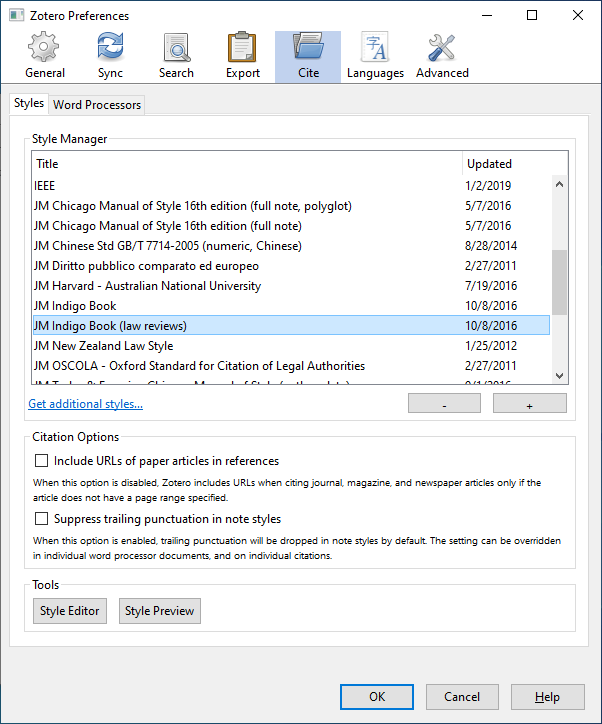 Zotero Preferences
General Sync Search Export Cite Languages Advanced
Styles Word Processors
Style Manager
Title Updated
IEEE 1/2/2019
JM Chicago Manual of Style 16th edition (full note, polyglot) 5/7/2016
JM Chicago Manual of Style 16th edition (full note) 5/7/2016
JM Chinese Std GB/T 7714-2005 (numeric, Chinese) 8/28/2014
JM Diritto pubblico comparato ed europeo 2/27/2011
JM Harvard - Australian National University 7/19/2016
JM Indigo Book 10/8/2016
JM Indigo Book (law reviews) 10/8/2016
JM New Zealand Law Style 1/25/2012
JM OSCOLA - Oxford Standard for Citation of Legal Authorities 2/27/2011
Get additional styles... - +
Citation Options
Include URLs of paper articles in references
When this option is disabled, Zotero includes URLs when citing journal, magazine, and newspaper articles only if the
article does not have a page range specified.
Suppress trailing punctuation in note styles
When this option is enabled, trailing punctuation will be dropped in note styles by default. The setting can be overridden
in individual word processor documents, and on individual citations.
Tools
Style Editor Style Preview
OK Cancel Help